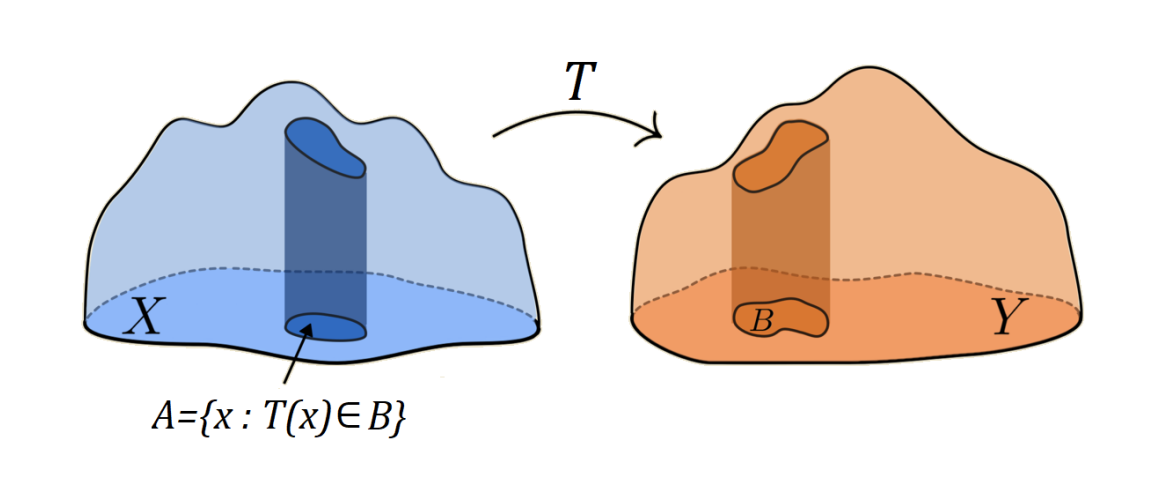 T
X
B
Y
A={x : T(x)∈B}